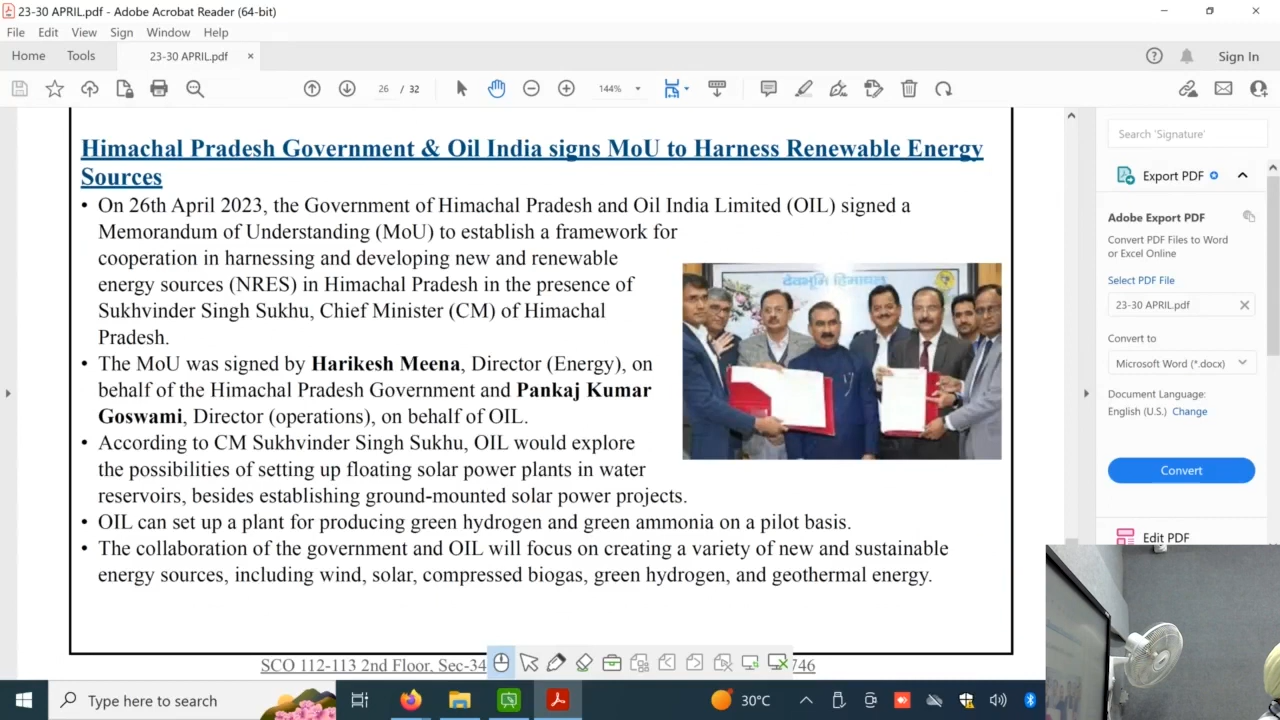 23-30 APRIL.pdf - Adobe Acrobat Reader (64-bit)
File Edit View Sign Window Help
Home Tools 23-30 APRIL.pdf × Sign In
26 / 32 144%
Himachal Pradesh Government & Oil India signs MoU to Harness Renewable Energy
Sources
• On 26th April 2023, the Government of Himachal Pradesh and Oil India Limited (OIL) signed a
Memorandum of Understanding (MoU) to establish a framework for
cooperation in harnessing and developing new and renewable
energy sources (NRES) in Himachal Pradesh in the presence of
Sukhvinder Singh Sukhu, Chief Minister (CM) of Himachal
Pradesh.
• The MoU was signed by Harikesh Meena, Director (Energy), on
behalf of the Himachal Pradesh Government and Pankaj Kumar
Goswami, Director (operations), on behalf of OIL.
• According to CM Sukhvinder Singh Sukhu, OIL would explore
the possibilities of setting up floating solar power plants in water
reservoirs, besides establishing ground-mounted solar power projects.
• OIL can set up a plant for producing green hydrogen and green ammonia on a pilot basis.
• The collaboration of the government and OIL will focus on creating a variety of new and sustainable
energy sources, including wind, solar, compressed biogas, green hydrogen, and geothermal energy.
देवभूमि हिमाचल
SCO 112-113 2nd Floor, Sec-34
746
Search 'Signature'
Export PDF
Adobe Export PDF
Convert PDF Files to Word
or Excel Online
Select PDF File
23-30 APRIL.pdf
Convert to
Microsoft Word (*.docx)
Document Language:
English (U.S.) Change
Convert
Edit PDF
Type here to search
30°C